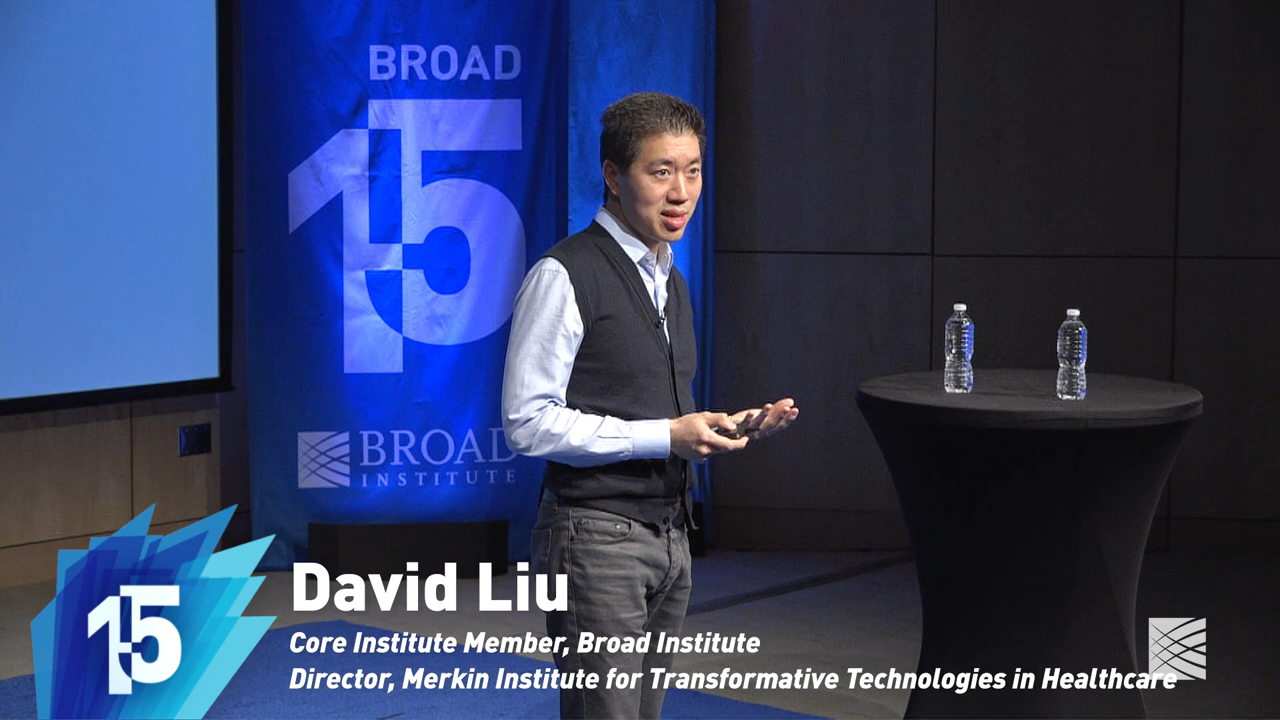 BROAD
15
BROAD
INSTITUTE
15
David Liu
Core Institute Member, Broad Institute
Director, Merkin Institute for Transformative Technologies in Healthcare